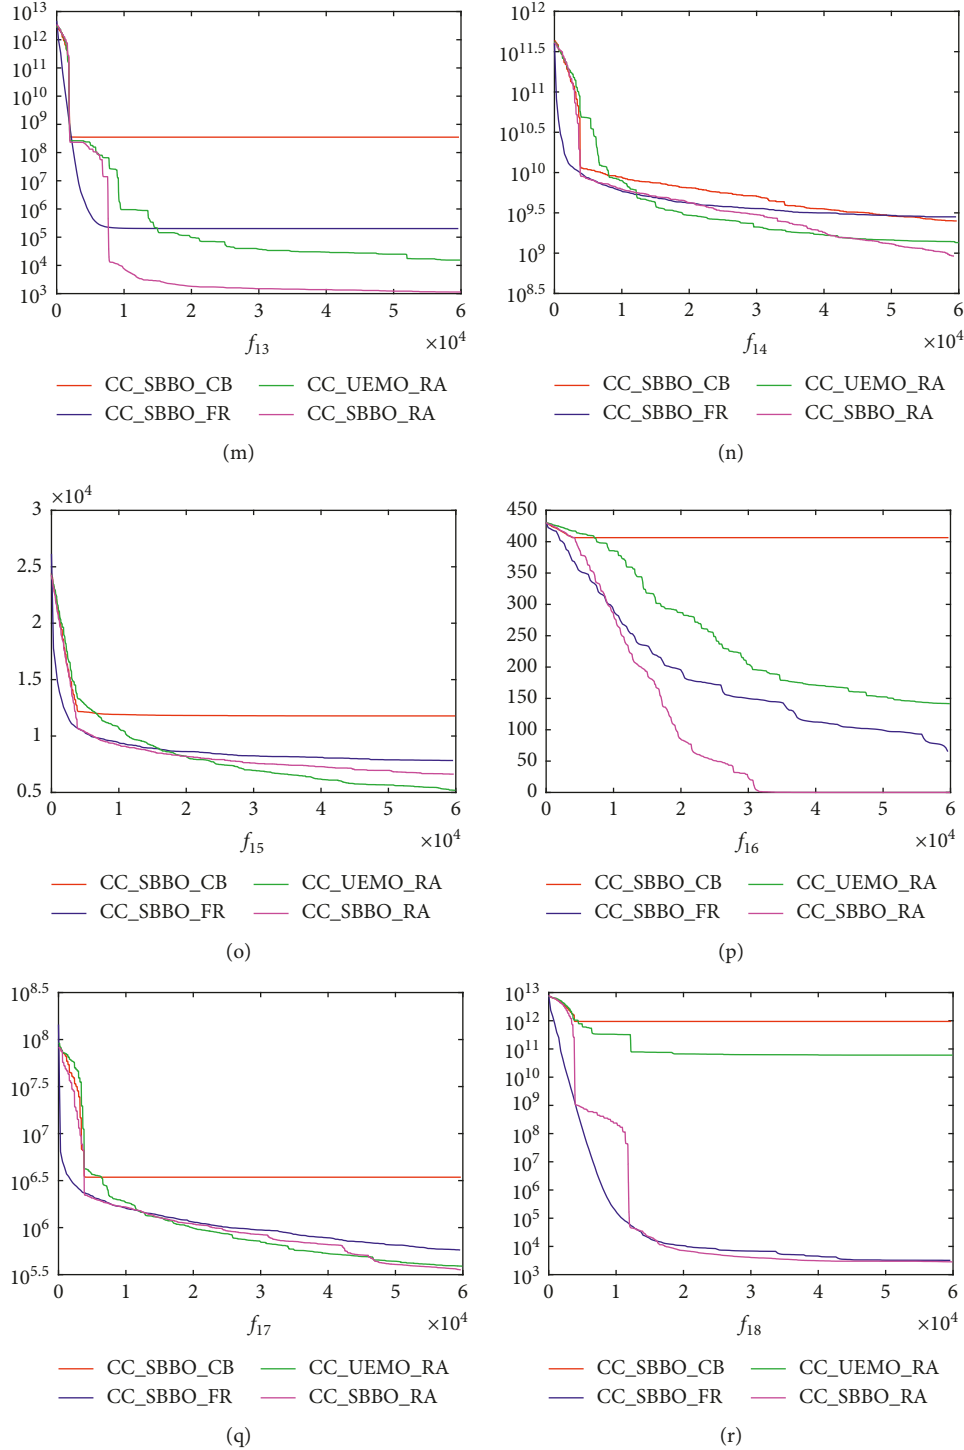 10^13
10^12
10^11
10^10
10^9
10^8
10^7
10^6
10^5
10^4
10^3
0 1 2 3 4 5 6
×10^4
f_13
CC_SBBO_CB CC_UEMO_RA
CC_SBBO_FR CC_SBBO_RA
(m)
10^12
10^11.5
10^11
10^10.5
10^10
10^9.5
10^9
10^8.5
0 1 2 3 4 5 6
×10^4
f_14
CC_SBBO_CB CC_UEMO_RA
CC_SBBO_FR CC_SBBO_RA
(n)
×10^4
3
2.5
2
1.5
1
0.5
0 1 2 3 4 5 6
×10^4
f_15
CC_SBBO_CB CC_UEMO_RA
CC_SBBO_FR CC_SBBO_RA
(o)
450
400
350
300
250
200
150
100
50
0
0 1 2 3 4 5 6
×10^4
f_16
CC_SBBO_CB CC_UEMO_RA
CC_SBBO_FR CC_SBBO_RA
(p)
10^8.5
10^8
10^7.5
10^7
10^6.5
10^6
10^5.5
0 1 2 3 4 5 6
×10^4
f_17
CC_SBBO_CB CC_UEMO_RA
CC_SBBO_FR CC_SBBO_RA
(q)
10^13
10^12
10^11
10^10
10^9
10^8
10^7
10^6
10^5
10^4
10^3
0 1 2 3 4 5 6
×10^4
f_18
CC_SBBO_CB CC_UEMO_RA
CC_SBBO_FR CC_SBBO_RA
(r)